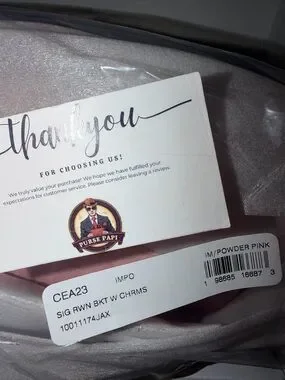 thank you
FOR CHOOSING US!
We truly value your purchase! We hope we have fulfilled your
expectations for customer service. Please consider leaving a review.
PURSE PAPI
CEA23
IMPO
IM/POWDER PINK
SIG RWN BKT W CHRMS
10011174JAX
1 98685 16687 3